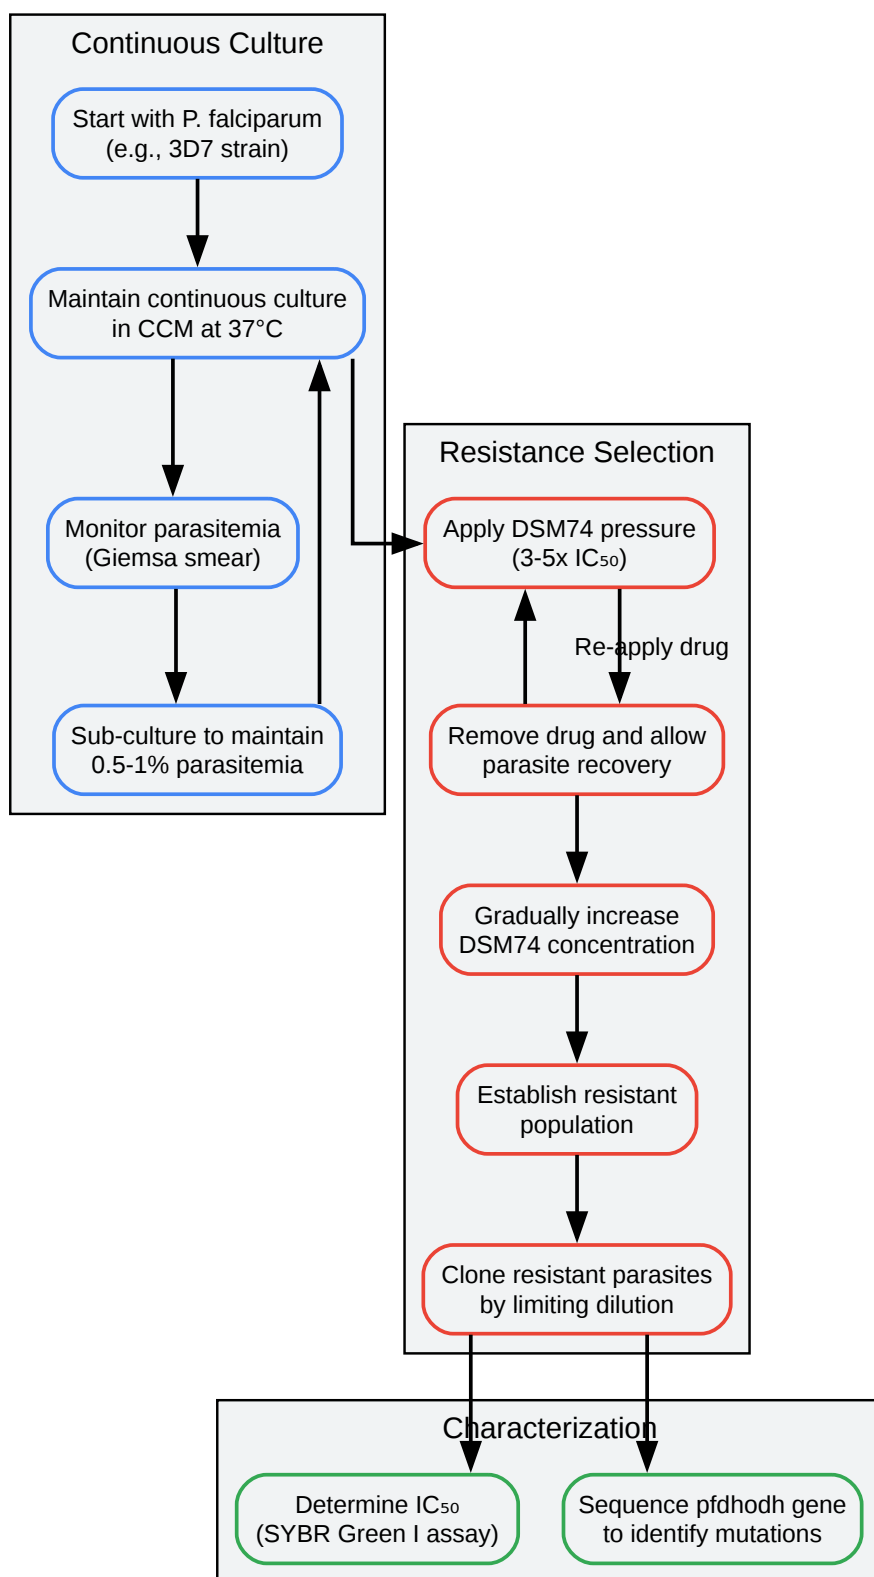 Continuous Culture
Start with P. falciparum
(e.g., 3D7 strain)
Maintain continuous culture
in CCM at 37°C
Monitor parasitemia
(Giemsa smear)
Sub-culture to maintain
0.5-1% parasitemia
Resistance Selection
Apply DSM74 pressure
(3-5x IC₅₀)
Re-apply drug
Remove drug and allow
parasite recovery
Gradually increase
DSM74 concentration
Establish resistant
population
Clone resistant parasites
by limiting dilution
Characterization
Determine IC₅₀
(SYBR Green I assay)
Sequence pfdhodh gene
to identify mutations